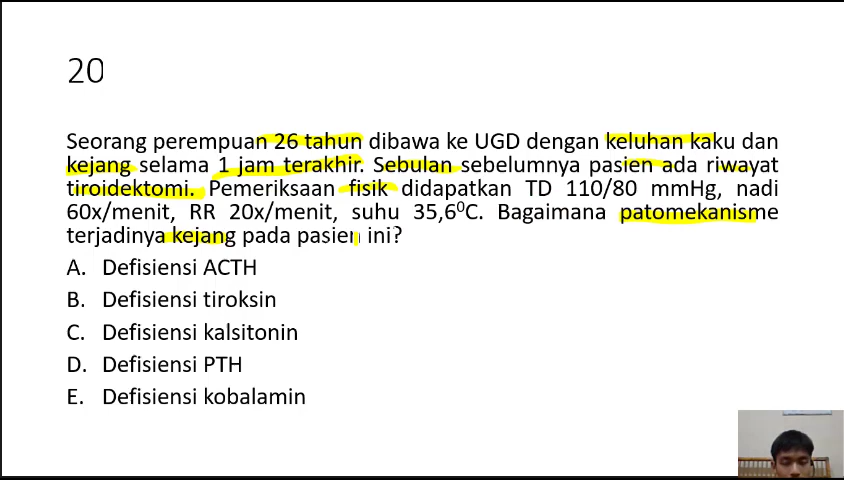 20
Seorang perempuan 26 tahun dibawa ke UGD dengan keluhan kaku dan
kejang selama 1 jam terakhir. Sebulan sebelumnya pasien ada riwayat
tiroidektomi. Pemeriksaan fisik didapatkan TD 110/80 mmHg, nadi
60x/menit, RR 20x/menit, suhu 35,6⁰C. Bagaimana patomekanisme
terjadinya kejang pada pasien ini?
A. Defisiensi ACTH
B. Defisiensi tiroksin
C. Defisiensi kalsitonin
D. Defisiensi PTH
E. Defisiensi kobalamin